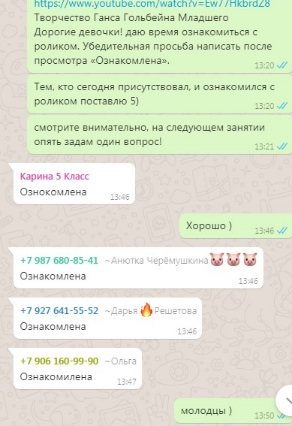 https://www.youtube.com/watch?v=Ew77HkbrdZ8
Творчество Ганса Гольбейна Младшего
Дорогие девочки! даю время ознакомиться с
роликом. Убедительная просьба написать после
просмотра «Ознакомлена».
13:20
Тем, кто сегодня присутствовал, и ознакомился с
роликом поставлю 5)
13:20
смотрите внимательно, на следующем занятии
опять задам один вопрос!
13:21
Карина 5 Класс
Ознокомлена
13:46
Хорошо )
13:46
+7 987 680-85-41 ~Анютка Черёмушкина🐷🐷🐷
Ознакомлена
13:46
+7 927 641-55-52 ~Дарья🔥Решетова
Ознакомлена
13:46
+7 906 160-99-90 ~Ольга
Ознакомилена
13:47
молодцы )
13:50